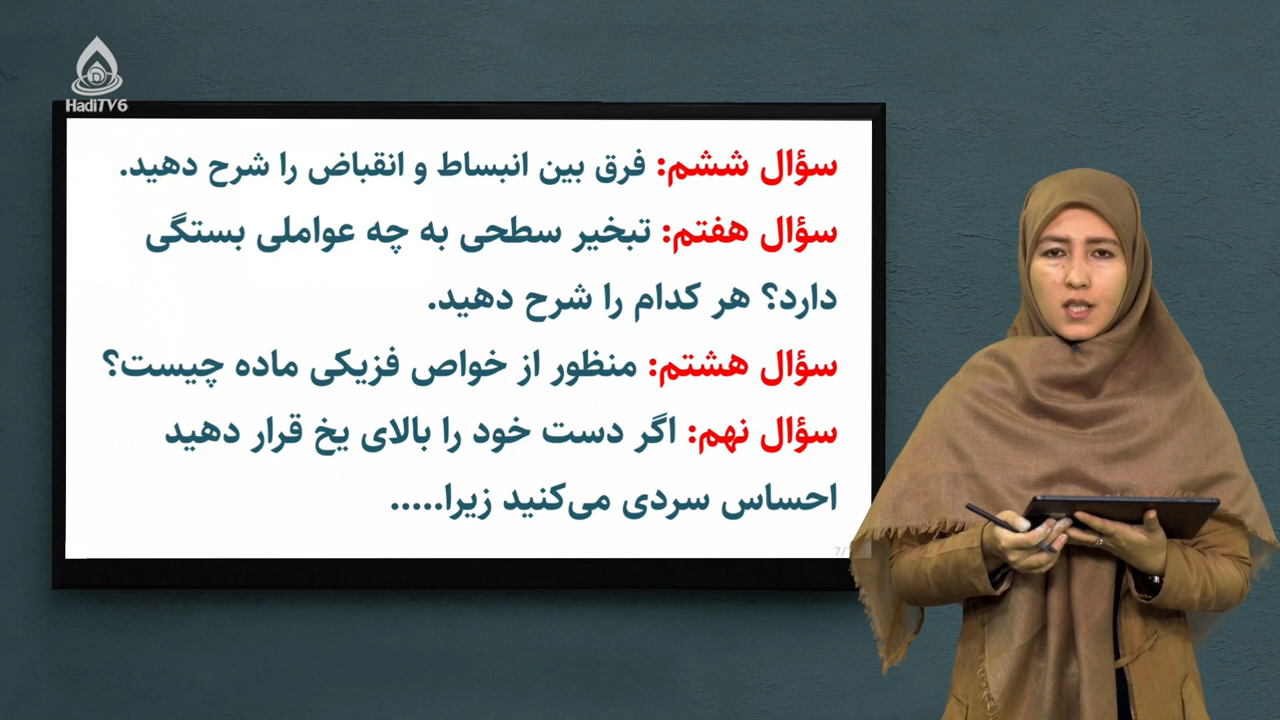 HadiTV6
سؤال ششم: فرق بین انبساط و انقباض را شرح دهید.
سؤال هفتم: تبخیر سطحی به چه عواملی بستگی
دارد؟ هر کدام را شرح دهید.
سؤال هشتم: منظور از خواص فزیکی ماده چیست؟
سؤال نهم: اگر دست خود را بالای یخ قرار دهید
احساس سردی می‌کنید زیرا.....